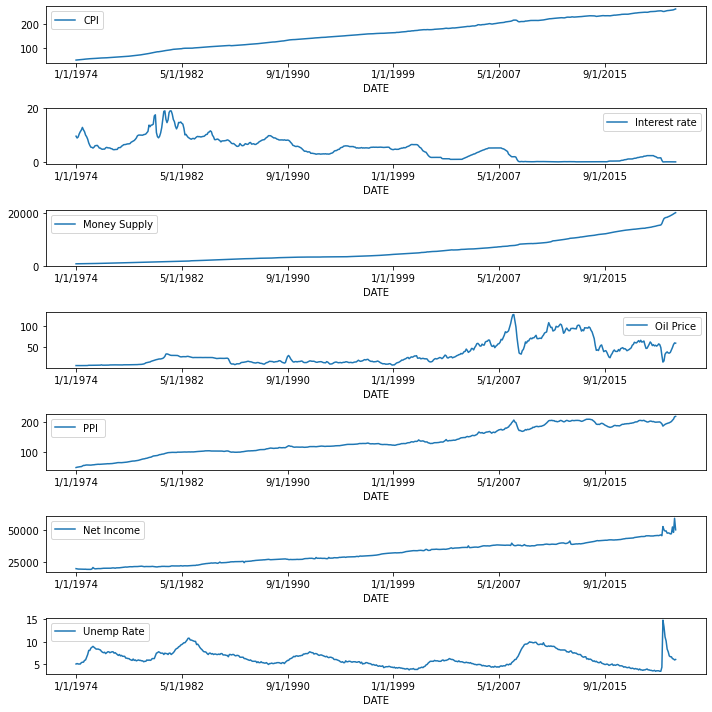 CPI
200
100
1/1/1974 5/1/1982 9/1/1990 1/1/1999 5/1/2007 9/1/2015
DATE
Interest rate
20
0
1/1/1974 5/1/1982 9/1/1990 1/1/1999 5/1/2007 9/1/2015
DATE
Money Supply
20000
0
1/1/1974 5/1/1982 9/1/1990 1/1/1999 5/1/2007 9/1/2015
DATE
Oil Price
100
50
1/1/1974 5/1/1982 9/1/1990 1/1/1999 5/1/2007 9/1/2015
DATE
PPI
200
100
1/1/1974 5/1/1982 9/1/1990 1/1/1999 5/1/2007 9/1/2015
DATE
Net Income
50000
25000
1/1/1974 5/1/1982 9/1/1990 1/1/1999 5/1/2007 9/1/2015
DATE
Unemp Rate
15
10
5
1/1/1974 5/1/1982 9/1/1990 1/1/1999 5/1/2007 9/1/2015
DATE